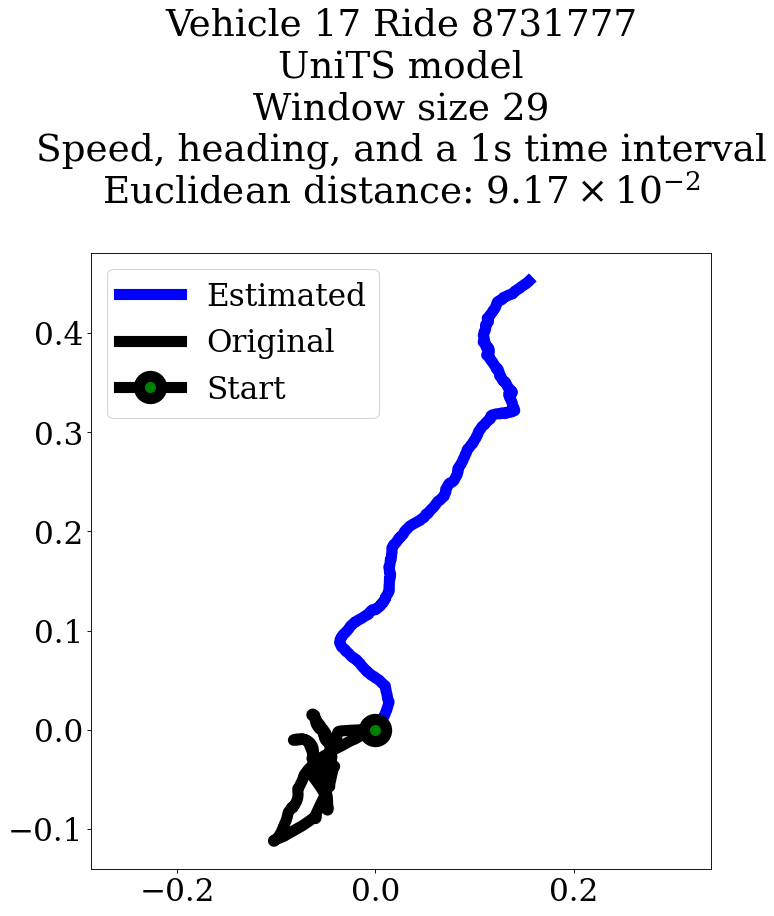 Vehicle 17 Ride 8731777
UniTS model
Window size 29
Speed, heading, and a 1s time interval
Euclidean distance: 9.17 × 10⁻²
Estimated
Original
Start
0.4
0.3
0.2
0.1
0.0
−0.1
−0.2 0.0 0.2